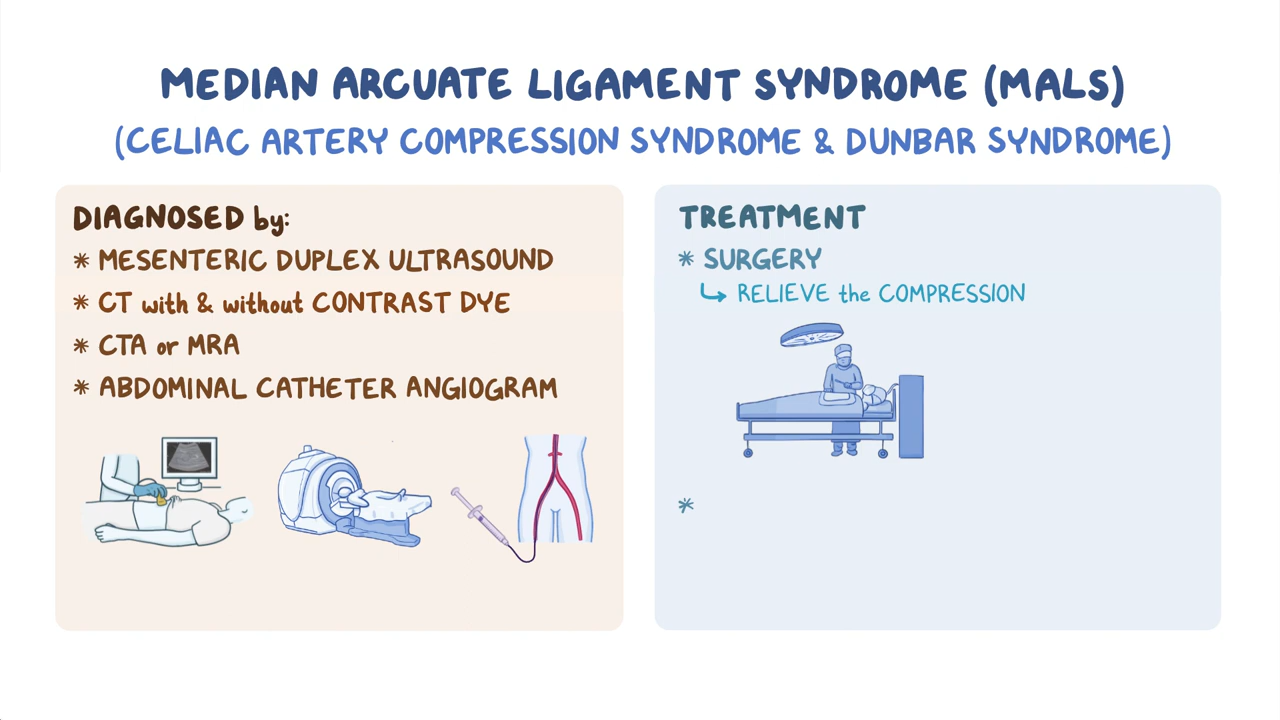 MEDIAN ARCUATE LIGAMENT SYNDROME (MALS)
(CELIAC ARTERY COMPRESSION SYNDROME & DUNBAR SYNDROME)
DIAGNOSED by:
* MESENTERIC DUPLEX ULTRASOUND
* CT with & without CONTRAST DYE
* CTA or MRA
* ABDOMINAL CATHETER ANGIOGRAM
TREATMENT
* SURGERY
↳ RELIEVE the COMPRESSION
*